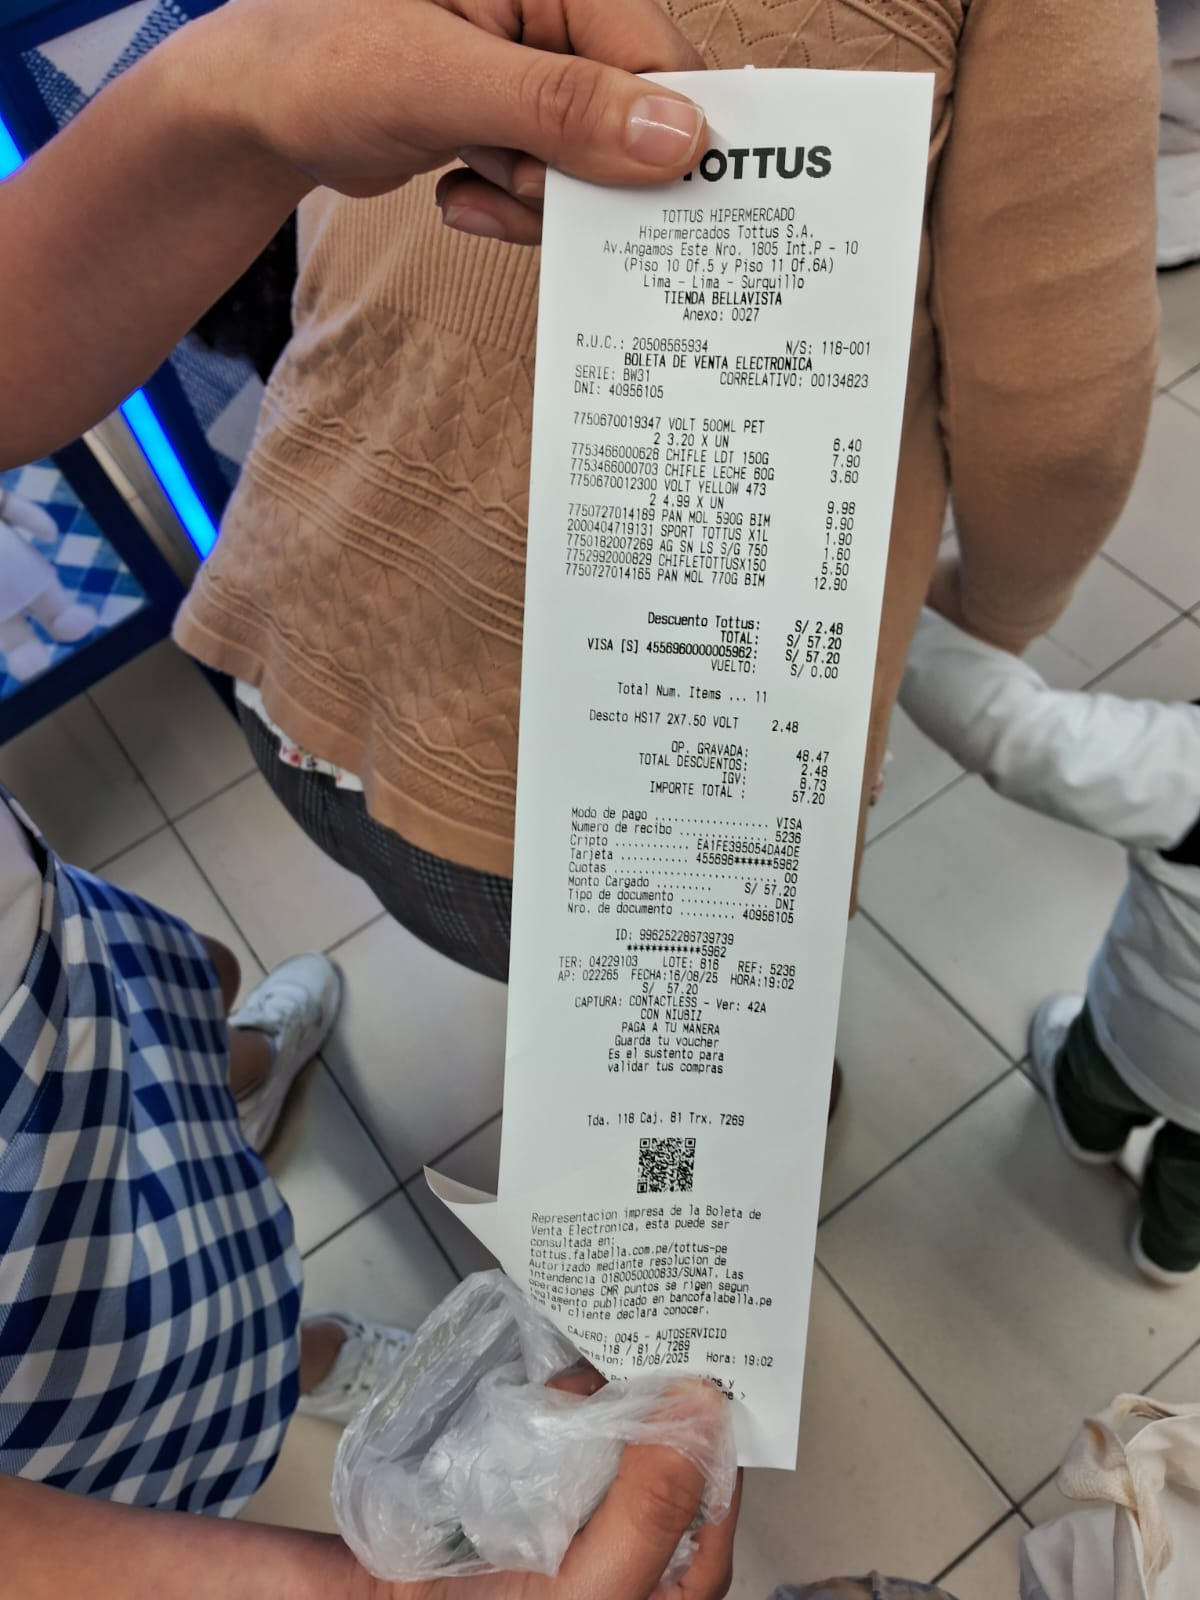 TOTTUS
TOTTUS HIPERMERCADO
Hipermercados Tottus S.A.
Av.Angamos Este Nro. 1805 Int.P - 10
(Piso 10 Of.5 y Piso 11 Of.6A)
Lima - Lima - Surquillo
TIENDA BELLAVISTA
Anexo: 0027
R.U.C.: 20508565934 N/S: 118-001
BOLETA DE VENTA ELECTRONICA
SERIE: BW31 CORRELATIVO: 00134823
DNI: 40956105
7750670019347 VOLT 500ML PET
2 3.20 X UN 6.40
7753466000628 CHIFLE LDT 150G 7.90
7753466000703 CHIFLE LECHE 60G 3.60
7750670012300 VOLT YELLOW 473
2 4.99 X UN 9.98
7750727014189 PAN MOL 590G BIM 9.90
2000404719131 SPORT TOTTUS X1L 1.90
7750182007269 AG SN LS S/G 750 1.60
7752992000829 CHIFLETOTTUSX150 5.50
7750727014165 PAN MOL 770G BIM 12.90
Descuento Tottus: S/ 2.48
TOTAL: S/ 57.20
VISA [S] 4556960000005962: S/ 57.20
VUELTO: S/ 0.00
Total Num. Items ... 11
Descto HS17 2X7.50 VOLT 2.48
OP. GRAVADA: 48.47
TOTAL DESCUENTOS: 2.48
IGV: 8.73
IMPORTE TOTAL : 57.20
Modo de pago .................. VISA
Numero de recibo .............. 5236
Cripto ............ EA1FE395054DA4DE
Tarjeta ........... 455696******5962
Cuotas ........................... 00
Monto Cargado ......... S/ 57.20
Tipo de documento .............. DNI
Nro. de documento ......... 40956105
ID: 996252286739739
************5962
TER: 04229103 LOTE: 816 REF: 5236
AP: 022265 FECHA:16/08/25 HORA:19:02
S/ 57.20
CAPTURA: CONTACTLESS - Ver: 42A
CON NIUBIZ
PAGA A TU MANERA
Guarda tu voucher
Es el sustento para
validar tus compras
Tda. 118 Caj. 81 Trx. 7269
Representacion impresa de la Boleta de
Venta Electronica, esta puede ser
consultada en:
tottus.falabella.com.pe/tottus-pe
Autorizado mediante resolucion de
intendencia 0180050000833/SUNAT. Las
operaciones CMR puntos se rigen segun
reglamento publicado en bancofalabella.pe
el cliente declara conocer.
CAJERO: 0045 - AUTOSERVICIO
118 / 81 / 7269
16/08/2025 Hora: 19:02
y